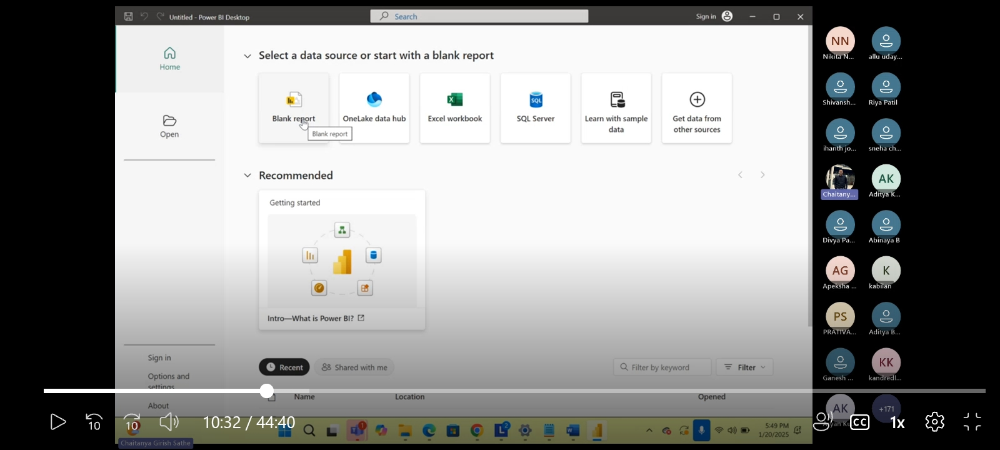 Untitled - Power BI Desktop
Search
Sign in
Home
Open
Select a data source or start with a blank report
Blank report
OneLake data hub
Excel workbook
SQL
SQL Server
Learn with sample
data
Get data from
other sources
Blank report
Recommended
Getting started
Intro—What is Power BI?
Sign in
Options and
settings
About
Recent
Shared with me
Filter by keyword
Filter
Name
Location
Opened
10
10
10:32 / 44:40
CC
1x
5:49 PM
1/20/2025
Chaitanya Girish Sathe
NN
Nikita N...
allu uday...
Shivansh...
Riya Patil
ihanth jo...
sneha ch...
Chaitany...
AK
Aditya K...
Divya Pa...
Abinaya B
AG
Apeksha ...
K
kabilan
PS
PRATIVA...
Aditya B...
Ganesh ...
KK
kandredl...
AK
+171